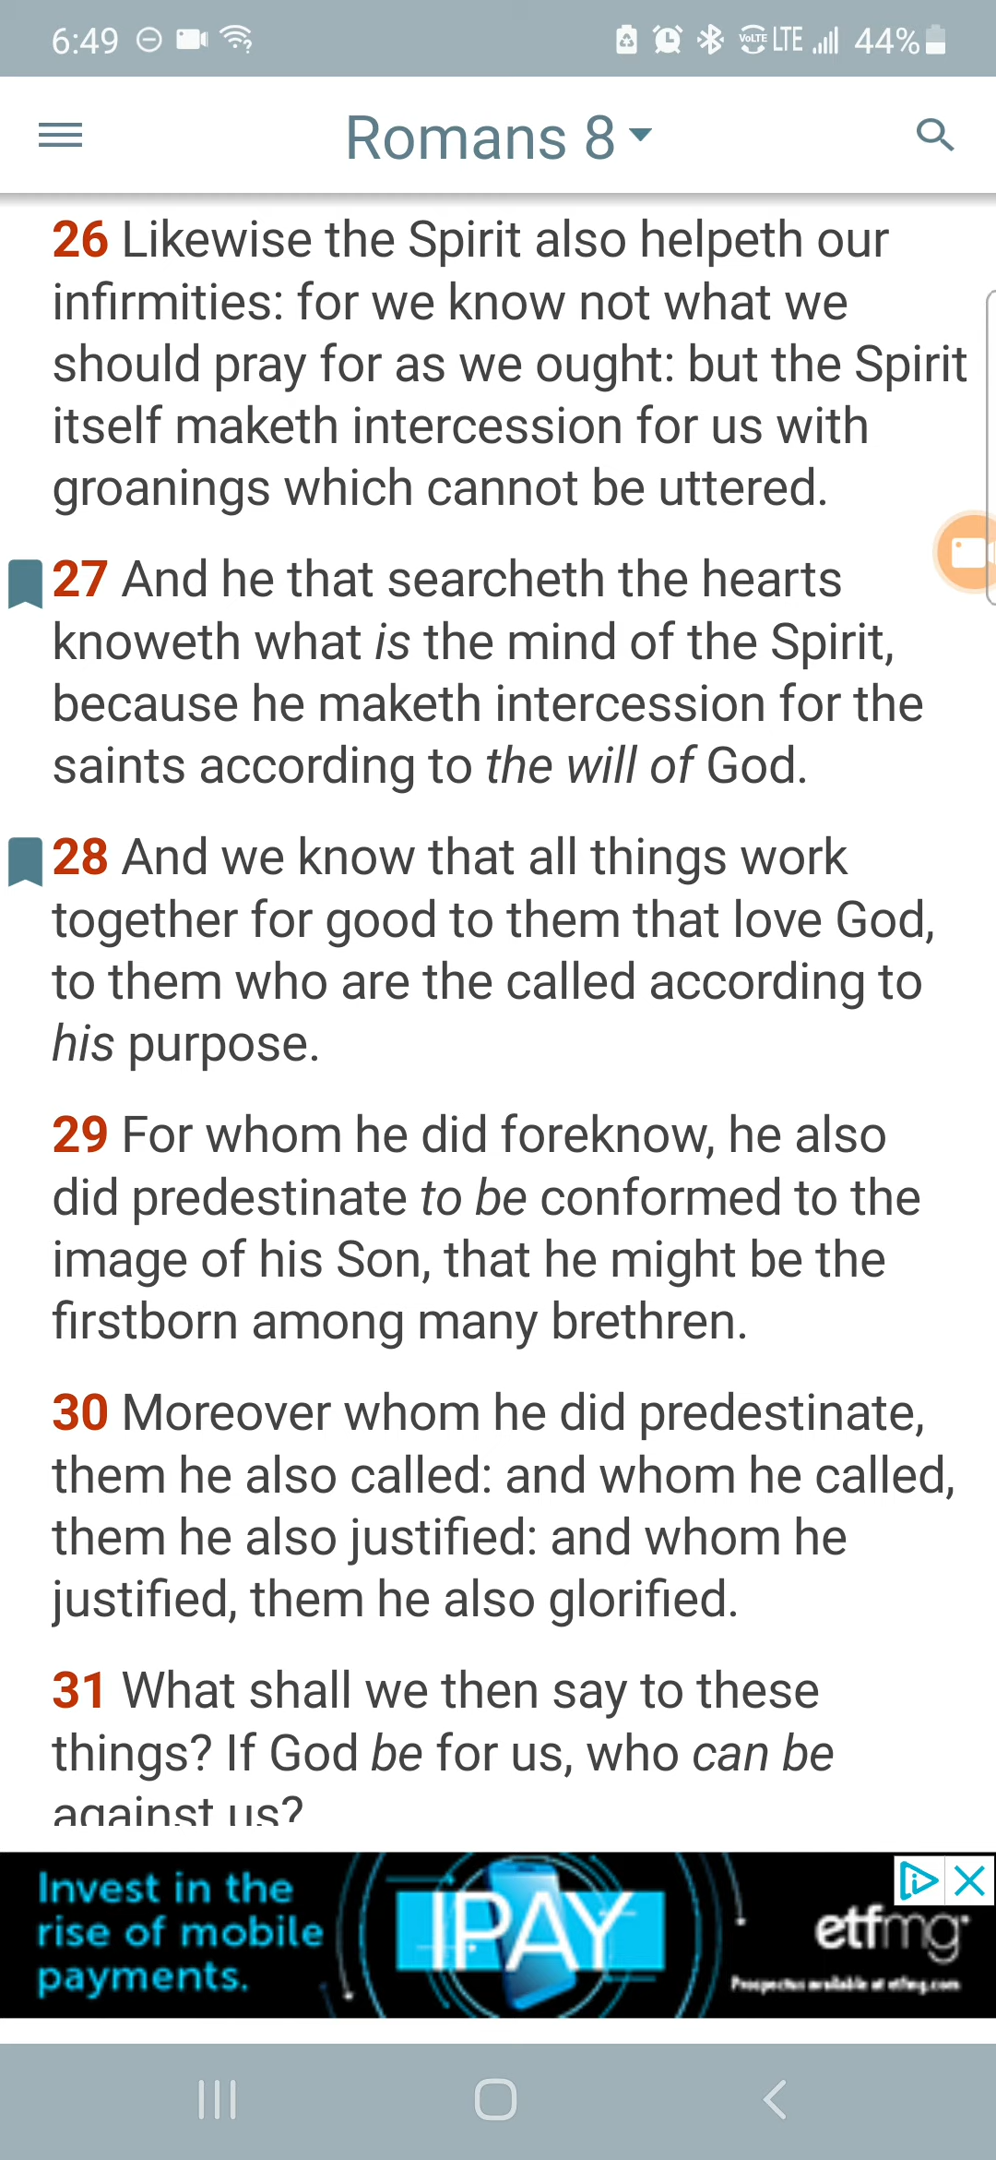 6:49 VoLTE LTE 44%
Romans 8
26 Likewise the Spirit also helpeth our
infirmities: for we know not what we
should pray for as we ought: but the Spirit
itself maketh intercession for us with
groanings which cannot be uttered.
27 And he that searcheth the hearts
knoweth what is the mind of the Spirit,
because he maketh intercession for the
saints according to the will of God.
28 And we know that all things work
together for good to them that love God,
to them who are the called according to
his purpose.
29 For whom he did foreknow, he also
did predestinate to be conformed to the
image of his Son, that he might be the
firstborn among many brethren.
30 Moreover whom he did predestinate,
them he also called: and whom he called,
them he also justified: and whom he
justified, them he also glorified.
31 What shall we then say to these
things? If God be for us, who can be
against us?
Invest in the
rise of mobile
payments.
IPAY
etfmg
Prospectus available at etfmg.com